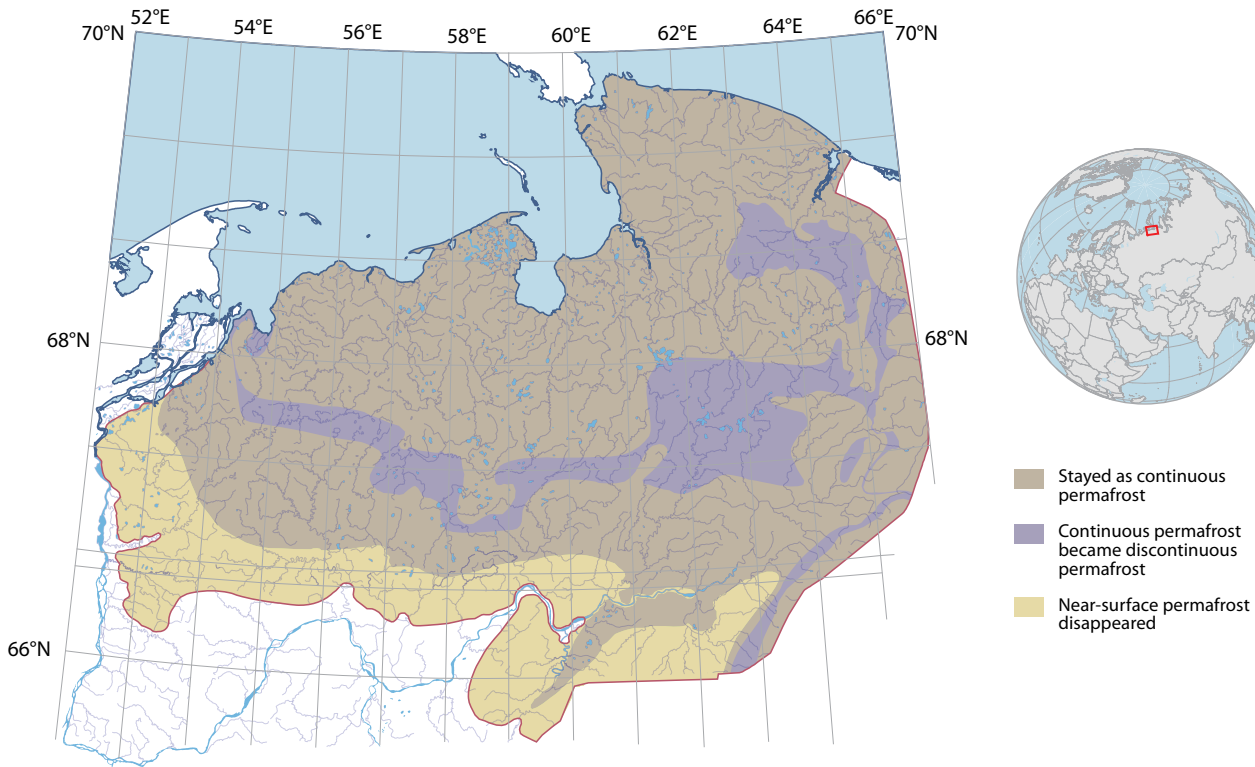 52°E
54°E
56°E
58°E
60°E
62°E
64°E
66°E
70°N
70°N
68°N
68°N
66°N
Stayed as continuous
permafrost
Continuous permafrost
became discontinuous
permafrost
Near-surface permafrost
disappeared